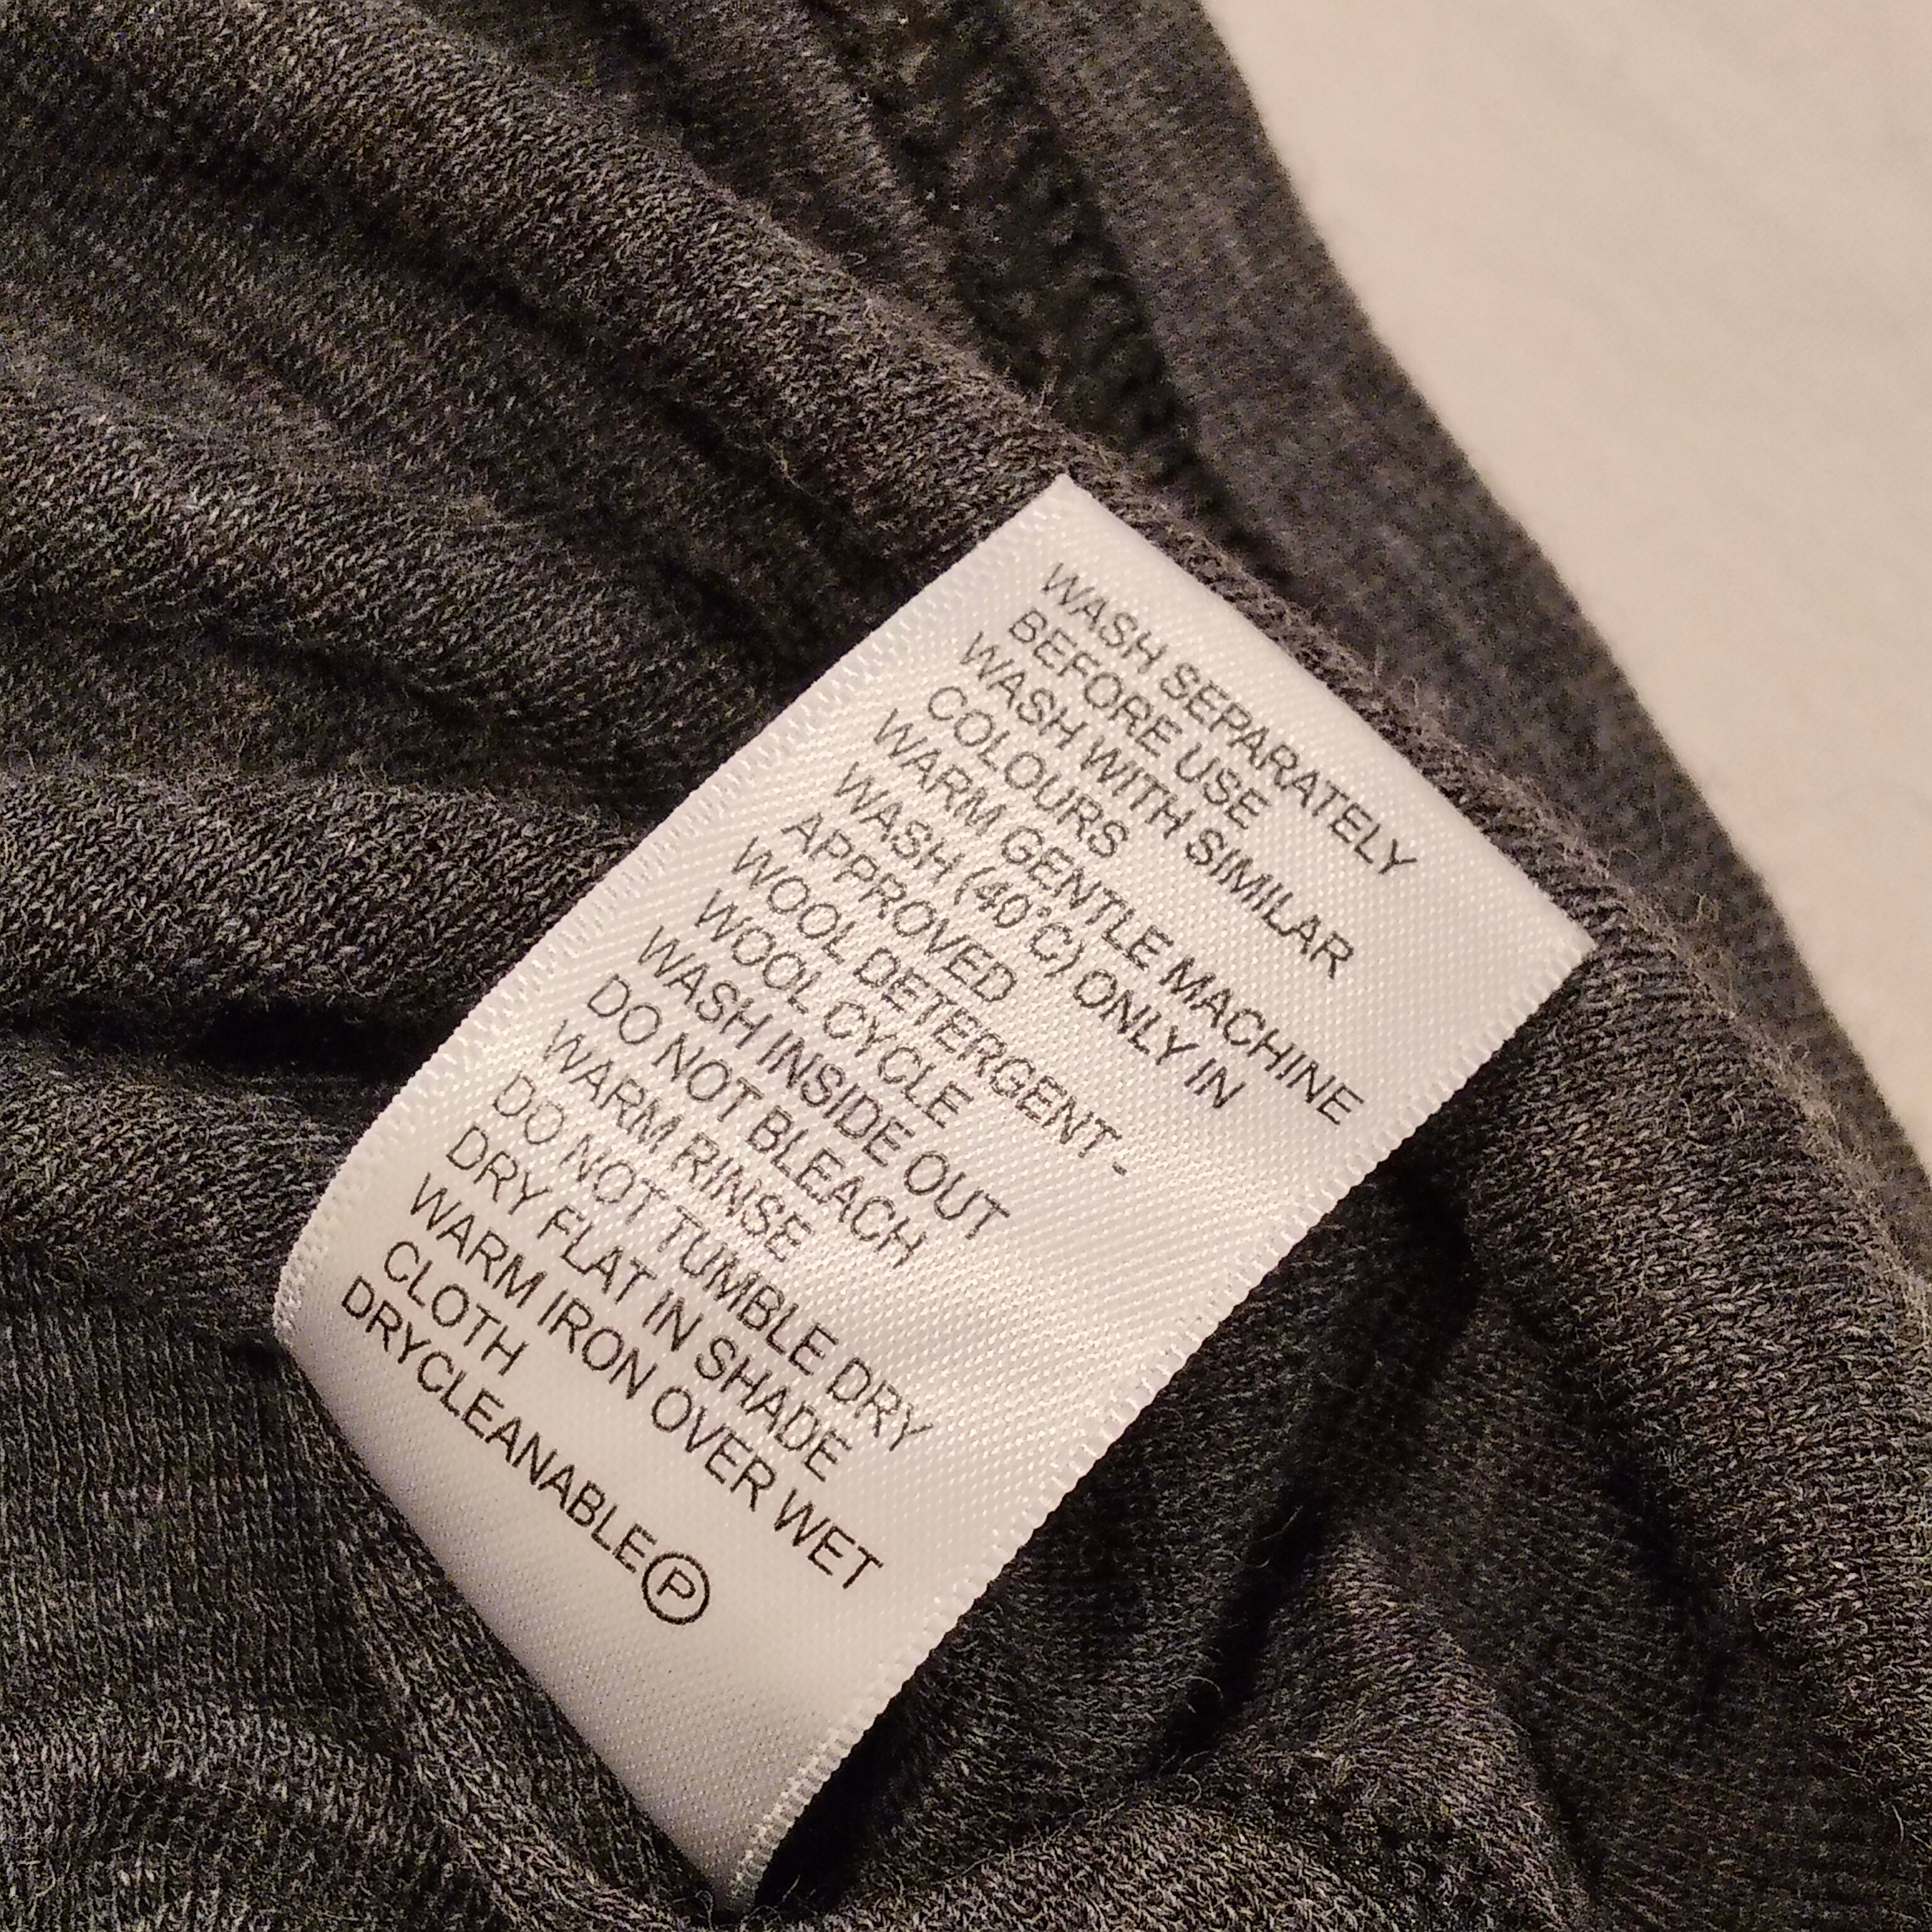 WASH SEPARATELY
BEFORE USE
WASH WITH SIMILAR
COLOURS
WARM GENTLE MACHINE
WASH (40°C) ONLY IN
APPROVED
WOOL DETERGENT -
WOOL CYCLE
WASH INSIDE OUT
DO NOT BLEACH
WARM RINSE
DO NOT TUMBLE DRY
DRY FLAT IN SHADE
WARM IRON OVER WET
CLOTH
DRYCLEANABLE Ⓟ